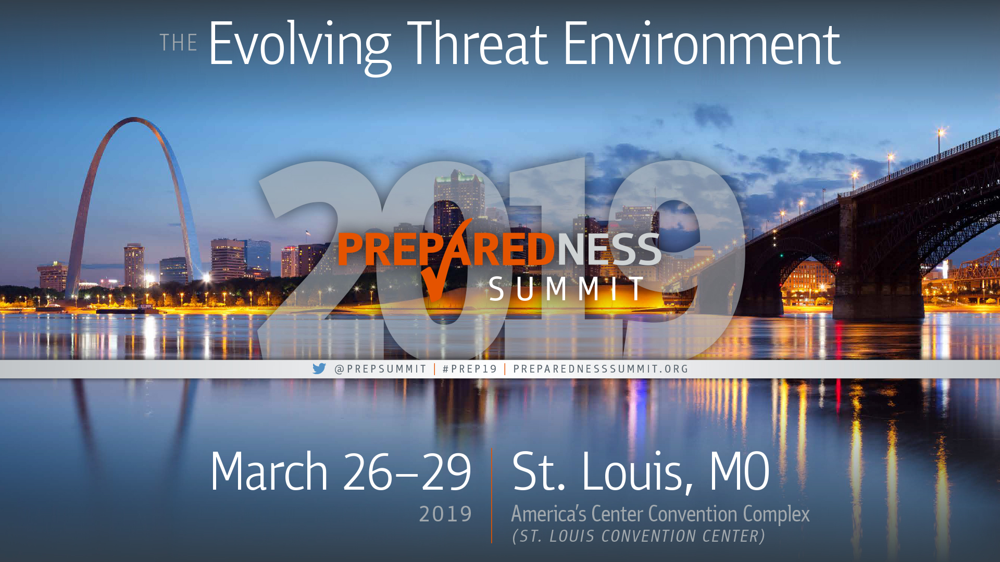 THE Evolving Threat Environment
2019
PREPAREDNESS
SUMMIT
@PREPSUMMIT | #PREP19 | PREPAREDNESSSUMMIT.ORG
March 26–29
2019
St. Louis, MO
America's Center Convention Complex
(ST. LOUIS CONVENTION CENTER)